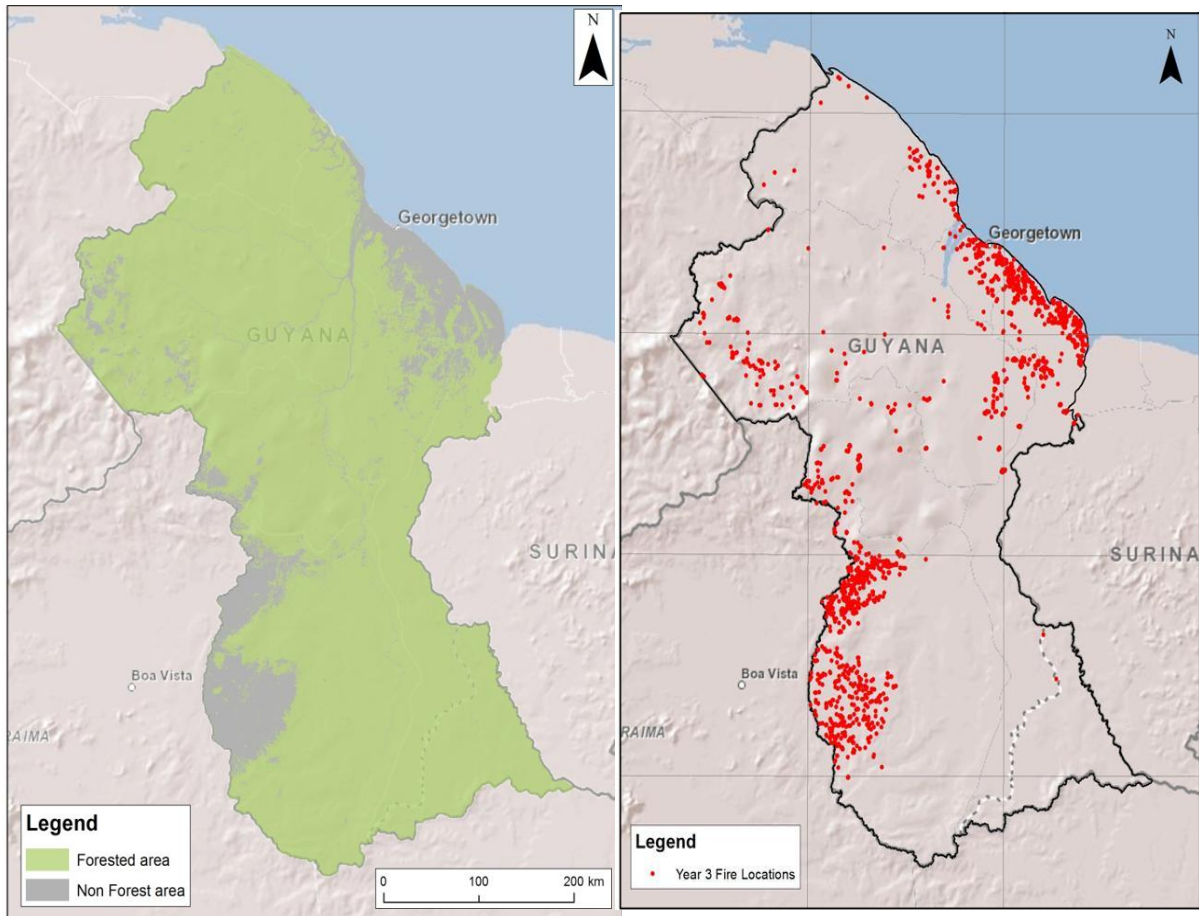 N
Georgetown
GUYANA
SURINA
Boa Vista
RAIMA
Legend
Forested area
Non Forest area
0 100 200 km
N
Georgetown
GUYANA
SURINA
Boa Vista
RAIMA
Legend
Year 3 Fire Locations